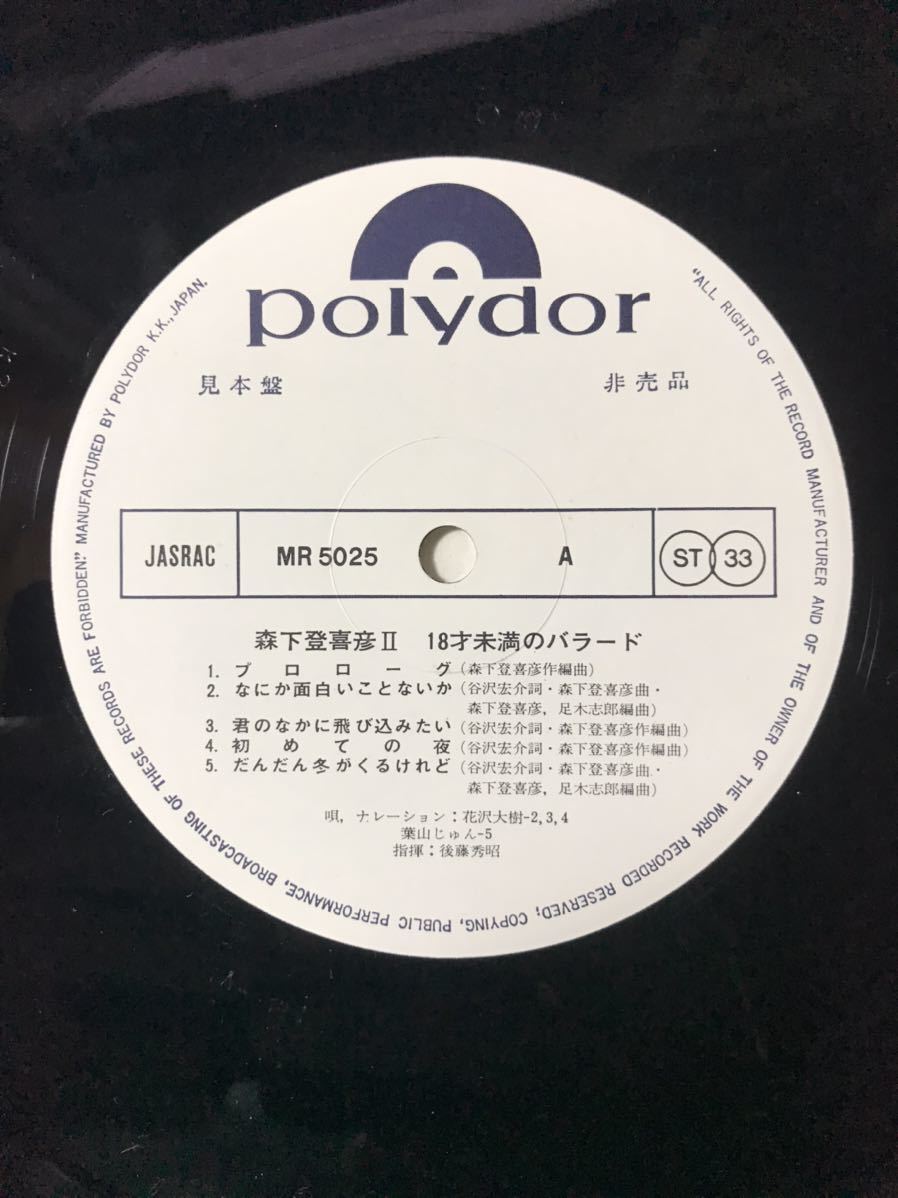 polydor
見本盤 非売品
JASRAC MR 5025 A ST 33
森下登喜彦Ⅱ 18才未満のバラード
1. プロローグ (森下登喜彦作編曲)
2. なにか面白いことないか (谷沢宏介詞・森下登喜彦曲・
森下登喜彦, 足木志郎編曲)
3. 君のなかに飛び込みたい (谷沢宏介詞・森下登喜彦作編曲)
4. 初めての夜 (谷沢宏介詞・森下登喜彦作編曲)
5. だんだん冬がくるけれど (谷沢宏介詞・森下登喜彦曲・
森下登喜彦, 足木志郎編曲)
唄, ナレーション：花沢大樹-2, 3, 4
葉山じゅん-5
指揮：後藤秀昭
"ALL RIGHTS OF THE RECORD MANUFACTURER AND OF THE OWNER OF THE WORK RECORDED RESERVED; COPYING, PUBLIC PERFORMANCE, BROADCASTING OF THESE RECORDS ARE FORBIDDEN." MANUFACTURED BY POLYDOR K.K., JAPAN.